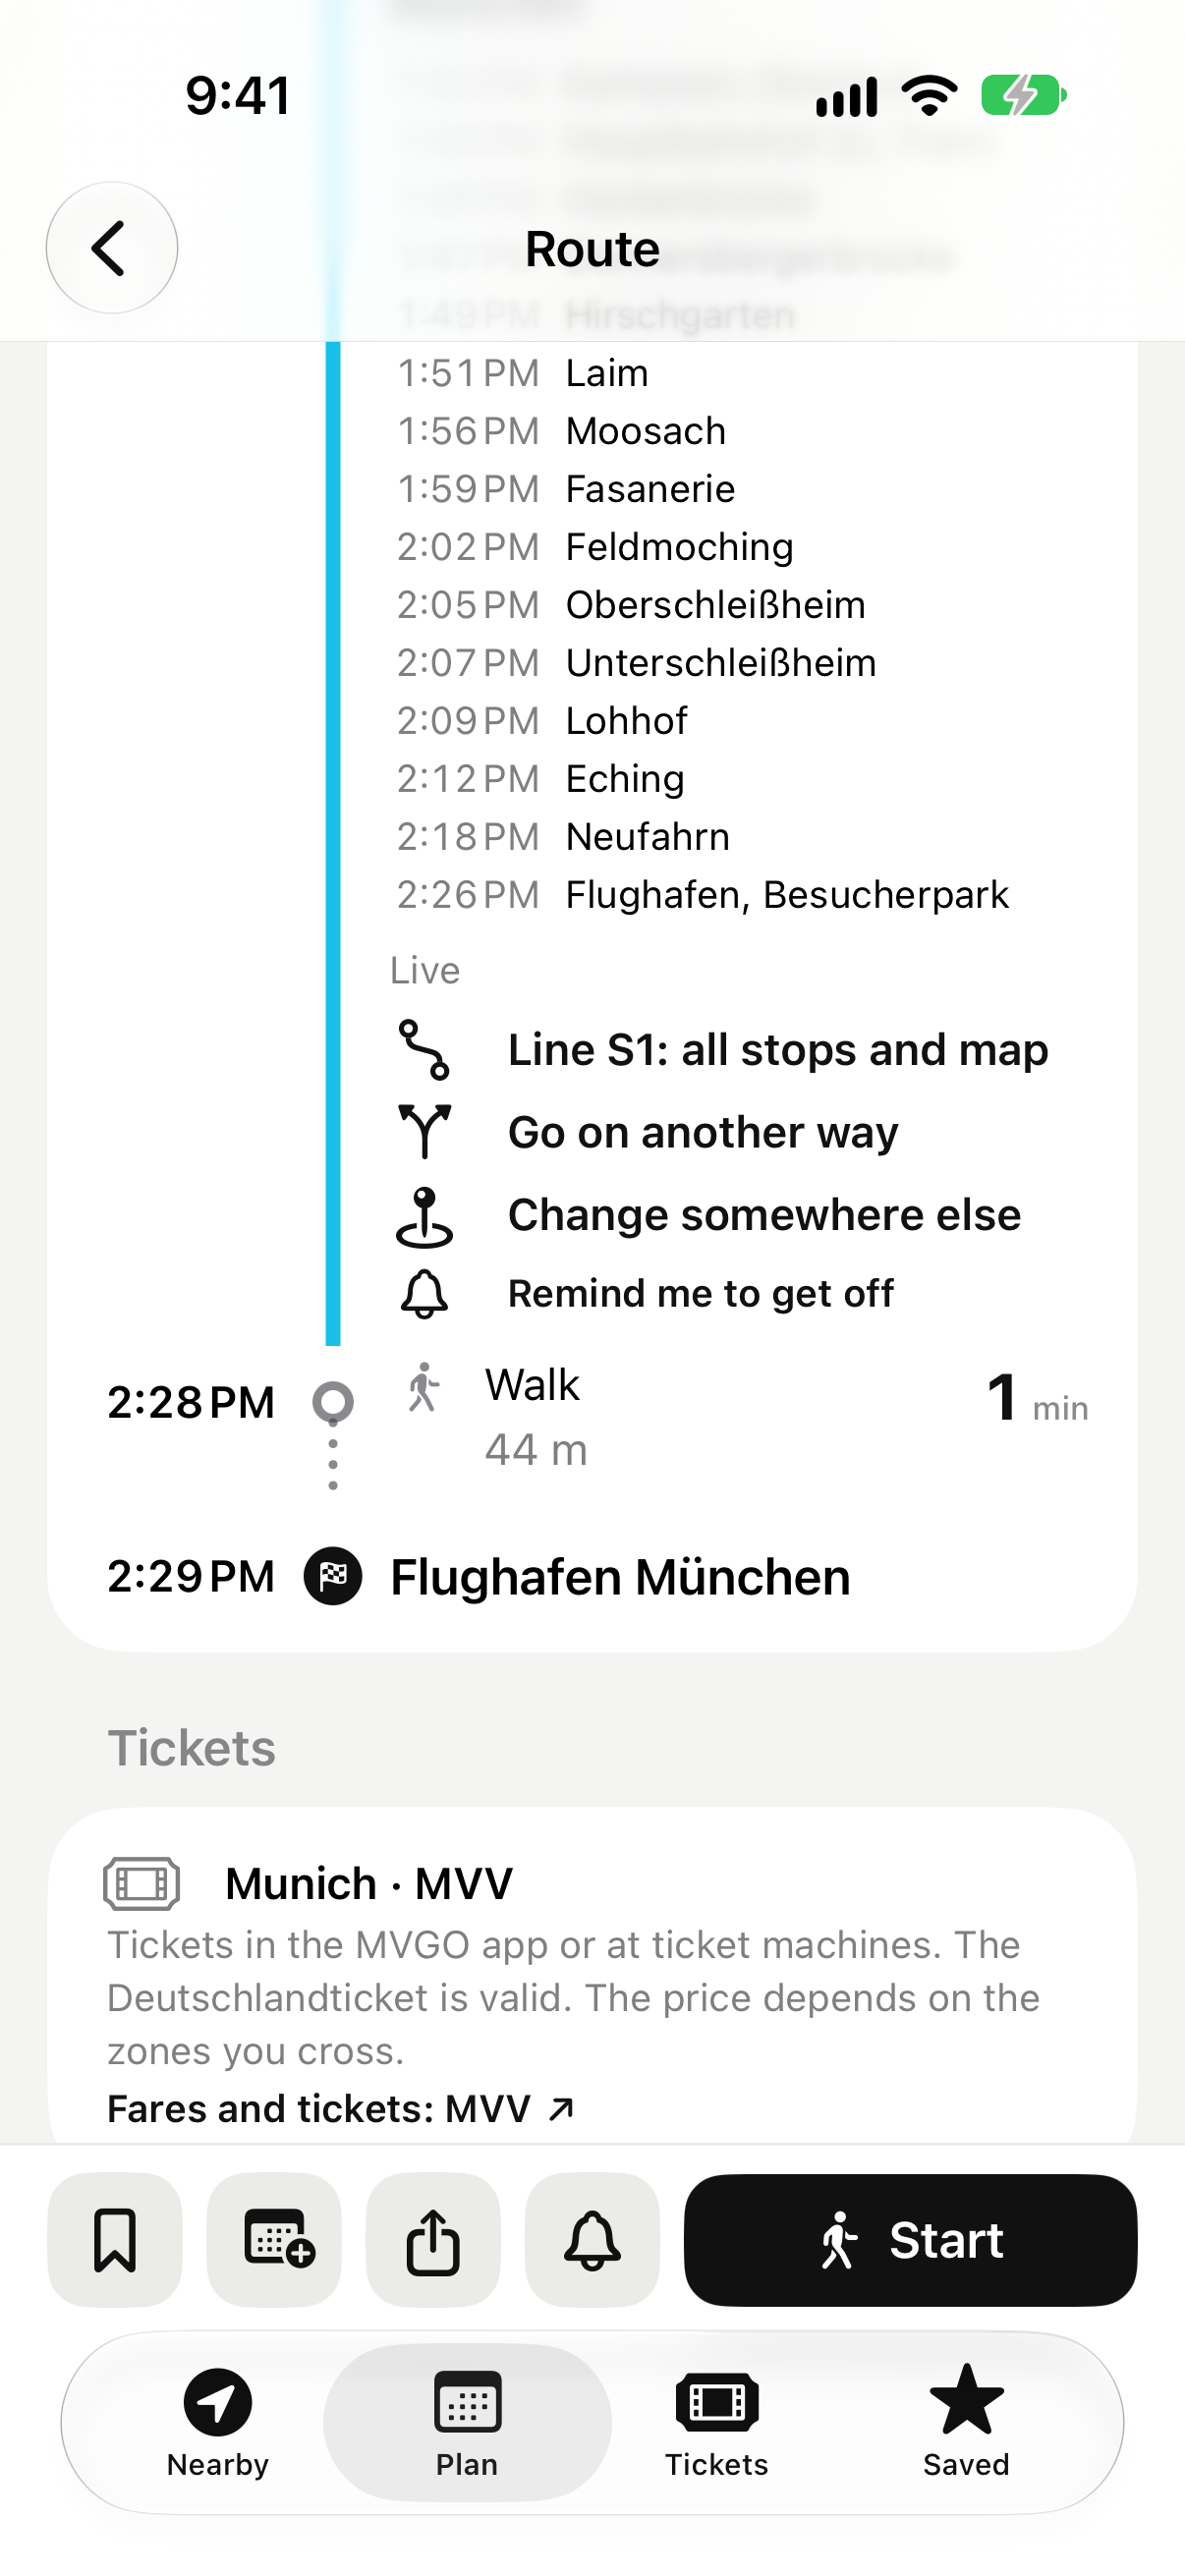 9:41
Route
1:49 PM Hirschgarten
1:51 PM Laim
1:56 PM Moosach
1:59 PM Fasanerie
2:02 PM Feldmoching
2:05 PM Oberschleißheim
2:07 PM Unterschleißheim
2:09 PM Lohhof
2:12 PM Eching
2:18 PM Neufahrn
2:26 PM Flughafen, Besucherpark
Live
Line S1: all stops and map
Go on another way
Change somewhere else
Remind me to get off
2:28 PM Walk 1 min
44 m
2:29 PM Flughafen München
Tickets
Munich · MVV
Tickets in the MVGO app or at ticket machines. The
Deutschlandticket is valid. The price depends on the
zones you cross.
Fares and tickets: MVV ↗
Start
Nearby Plan Tickets Saved